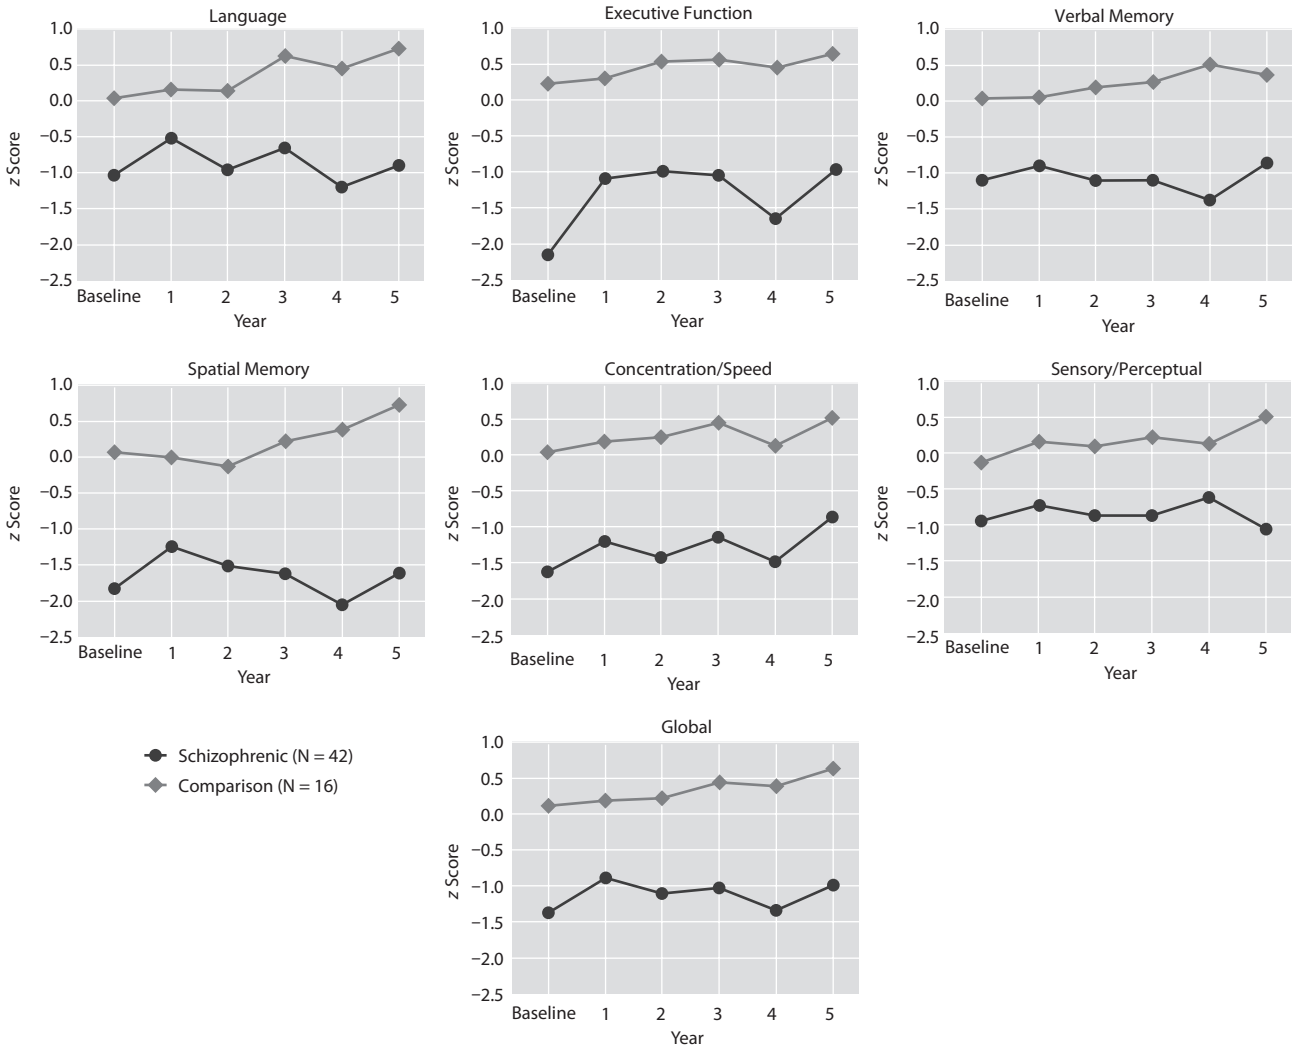 Language
1.0
0.5
0.0
−0.5
−1.0
−1.5
−2.0
−2.5
z Score
Baseline 1 2 3 4 5
Year
Executive Function
1.0
0.5
0.0
−0.5
−1.0
−1.5
−2.0
−2.5
z Score
Baseline 1 2 3 4 5
Year
Verbal Memory
1.0
0.5
0.0
−0.5
−1.0
−1.5
−2.0
−2.5
z Score
Baseline 1 2 3 4 5
Year
Spatial Memory
1.0
0.5
0.0
−0.5
−1.0
−1.5
−2.0
−2.5
z Score
Baseline 1 2 3 4 5
Year
Concentration/Speed
1.0
0.5
0.0
−0.5
−1.0
−1.5
−2.0
−2.5
z Score
Baseline 1 2 3 4 5
Year
Sensory/Perceptual
1.0
0.5
0.0
−0.5
−1.0
−1.5
−2.0
−2.5
z Score
Baseline 1 2 3 4 5
Year
Schizophrenic (N = 42)
Comparison (N = 16)
Global
1.0
0.5
0.0
−0.5
−1.0
−1.5
−2.0
−2.5
z Score
Baseline 1 2 3 4 5
Year